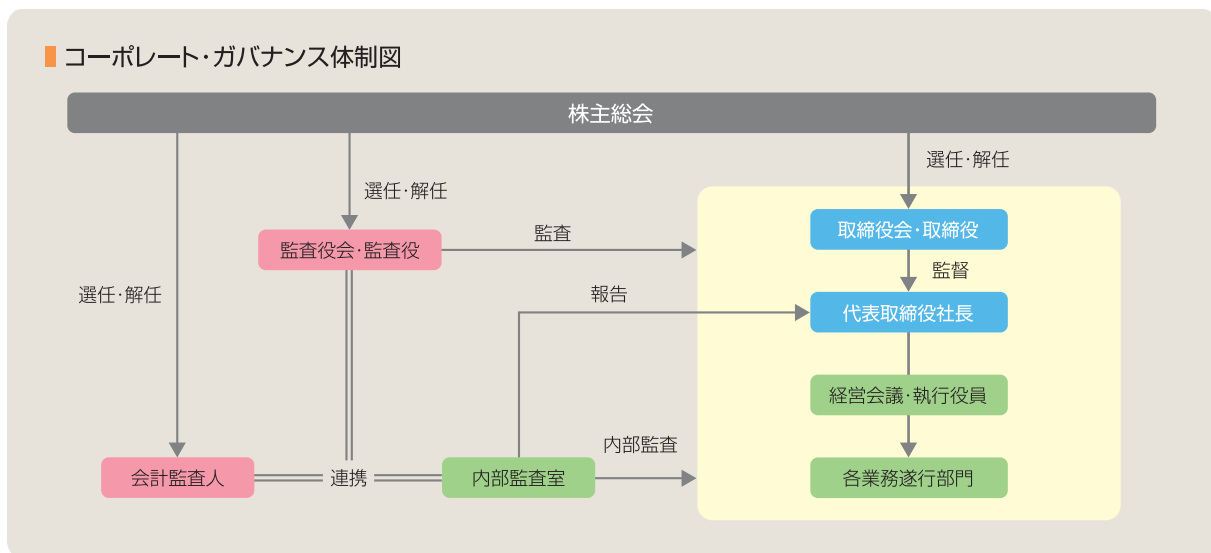 コーポレート・ガバナンス体制図
株主総会
選任・解任
選任・解任
選任・解任
監査役会・監査役
監査
取締役会・取締役
監督
報告
代表取締役社長
経営会議・執行役員
内部監査
会計監査人
連携
内部監査室
各業務遂行部門